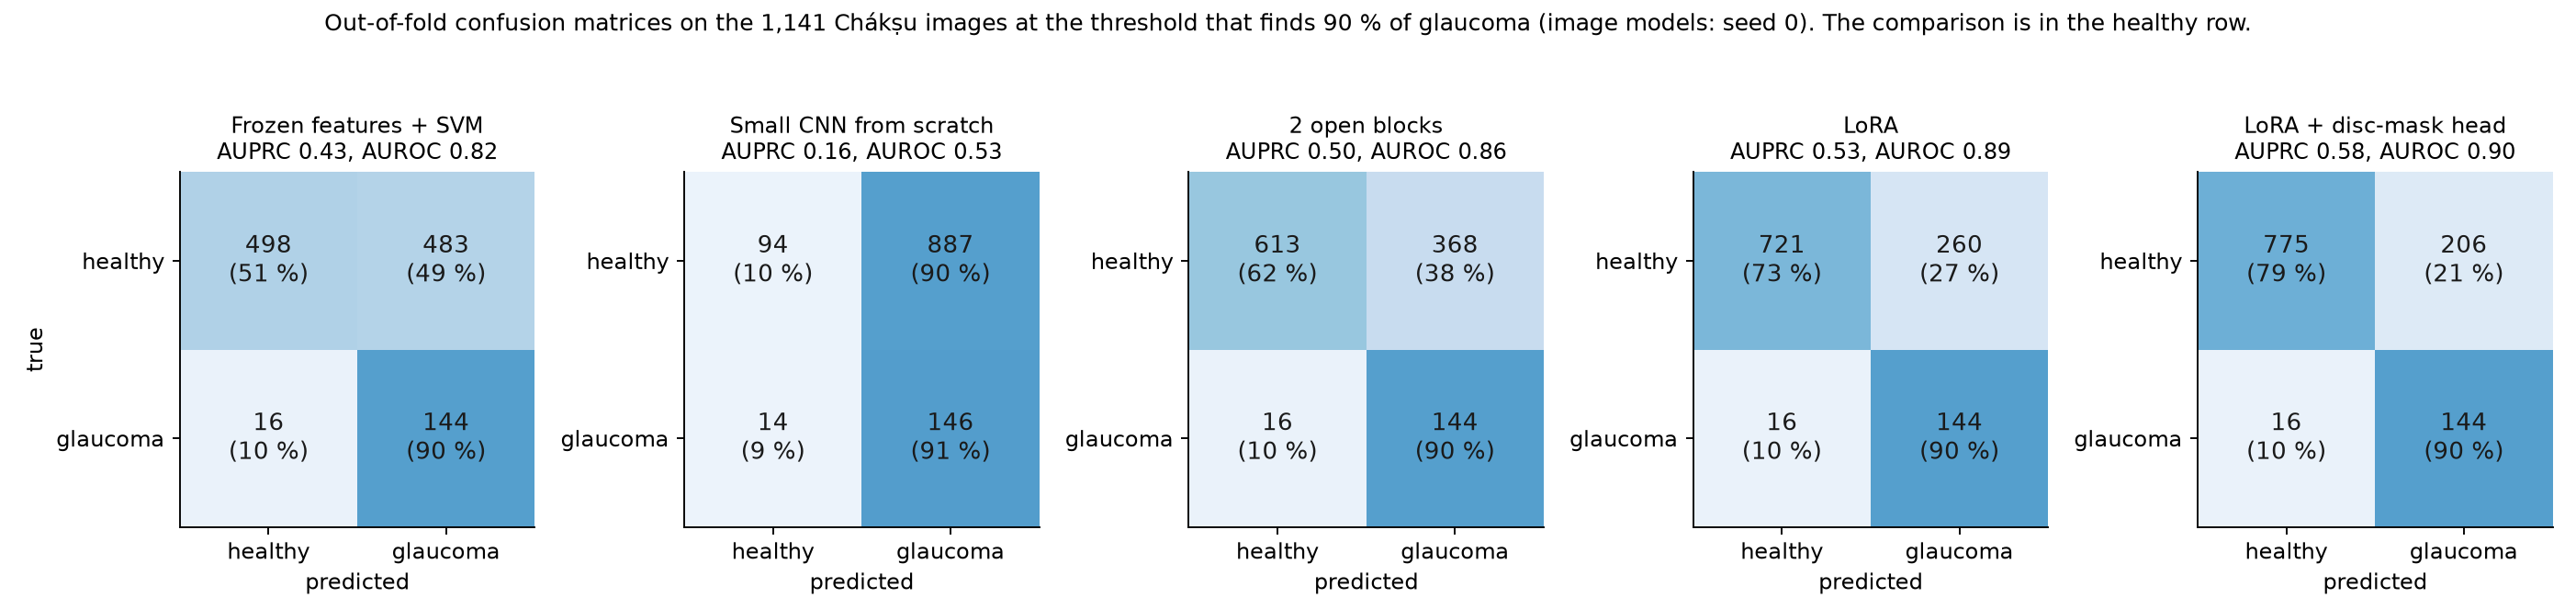 Out-of-fold confusion matrices on the 1,141 Chákṣu images at the threshold that finds 90 % of glaucoma (image models: seed 0). The comparison is in the healthy row.
Frozen features + SVM
AUPRC 0.43, AUROC 0.82
true
healthy
glaucoma
498
(51 %)
483
(49 %)
16
(10 %)
144
(90 %)
healthy
glaucoma
predicted
Small CNN from scratch
AUPRC 0.16, AUROC 0.53
healthy
glaucoma
94
(10 %)
887
(90 %)
14
(9 %)
146
(91 %)
healthy
glaucoma
predicted
2 open blocks
AUPRC 0.50, AUROC 0.86
healthy
glaucoma
613
(62 %)
368
(38 %)
16
(10 %)
144
(90 %)
healthy
glaucoma
predicted
LoRA
AUPRC 0.53, AUROC 0.89
healthy
glaucoma
721
(73 %)
260
(27 %)
16
(10 %)
144
(90 %)
healthy
glaucoma
predicted
LoRA + disc-mask head
AUPRC 0.58, AUROC 0.90
healthy
glaucoma
775
(79 %)
206
(21 %)
16
(10 %)
144
(90 %)
healthy
glaucoma
predicted